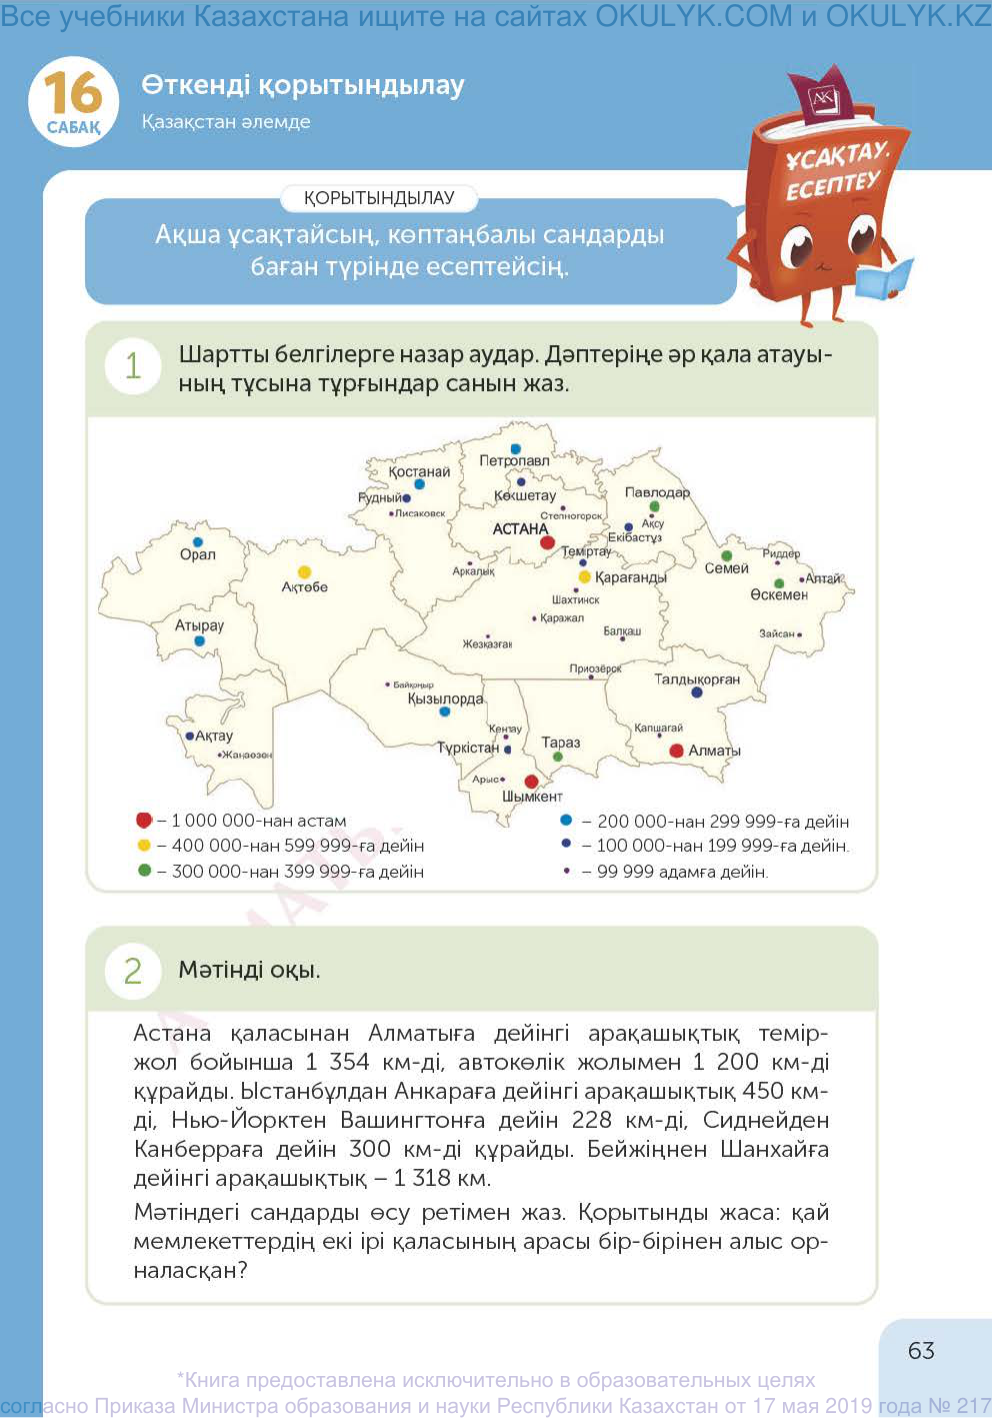 Все учебники Казахстана ищите на сайтах OKULYK.COM и OKULYK.KZ
16
САБАҚ
Өткенді қорытындылау
Қазақстан әлемде
АК
ҰСАҚТАУ.
ЕСЕПТЕУ
ҚОРЫТЫНДЫЛАУ
Ақша ұсақтайсың, көптаңбалы сандарды
баған түрінде есептейсің.
1
Шартты белгілерге назар аудар. Дәптеріңе әр қала атауы-
ның тұсына тұрғындар санын жаз.
Петропавл
Қостанай
Рудный
Көкшетау
Павлодар
Лисаковск
Степногорск
Ақсу
АСТАНА
Екібастұз
Орал
Теміртау
Риддер
Ақтөбе
Аркалық
Қарағанды
Семей
Алтай
Шахтинск
Өскемен
Атырау
Қаражал
Балқаш
Зайсан
Жезқазған
Приозёрск
Талдықорған
Байқоңыр
Қызылорда
Кентау
Қапшағай
Ақтау
Түркістан
Тараз
Алматы
Жаңаөзен
Арыс
Шымкент
– 1 000 000-нан астам
– 200 000-нан 299 999-ға дейін
– 400 000-нан 599 999-ға дейін
– 100 000-нан 199 999-ға дейін.
– 300 000-нан 399 999-ға дейін
– 99 999 адамға дейін.
2
Мәтінді оқы.
Астана қаласынан Алматыға дейінгі арақашықтық темір-
жол бойынша 1 354 км-ді, автокөлік жолымен 1 200 км-ді
құрайды. Ыстанбұлдан Анкараға дейінгі арақашықтық 450 км-
ді, Нью-Йорктен Вашингтонға дейін 228 км-ді, Сиднейден
Канберраға дейін 300 км-ді құрайды. Бейжіңнен Шанхайға
дейінгі арақашықтық – 1 318 км.
Мәтіндегі сандарды өсу ретімен жаз. Қорытынды жаса: қай
мемлекеттердің екі ірі қаласының арасы бір-бірінен алыс ор-
наласқан?
63
*Книга предоставлена исключительно в образовательных целях
согласно Приказа Министра образования и науки Республики Казахстан от 17 мая 2019 года № 217